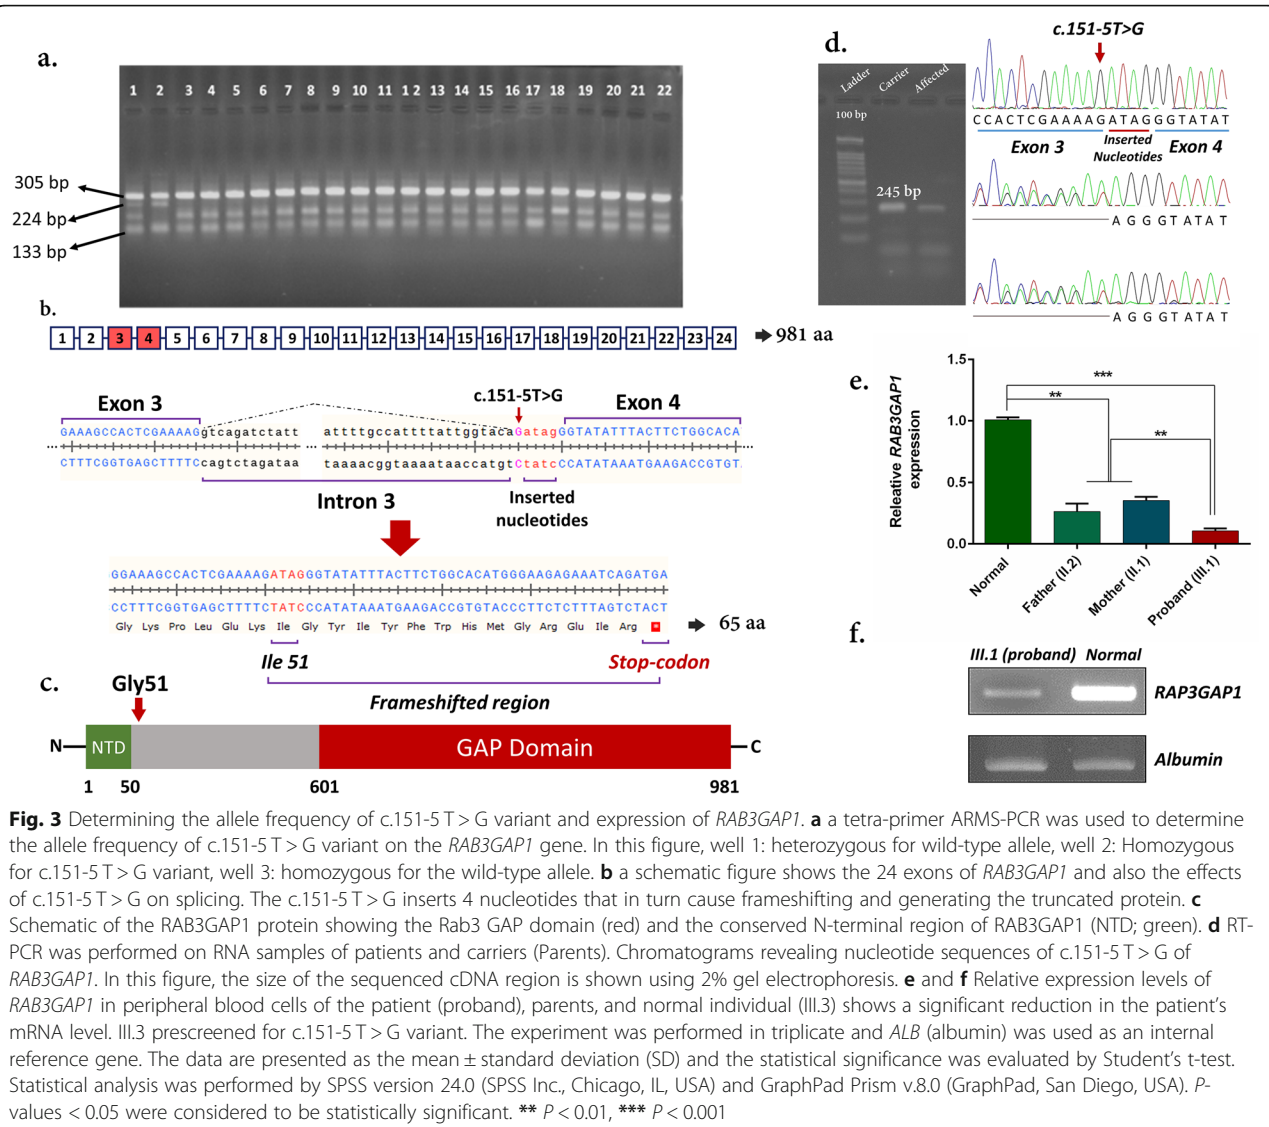 a.
1 2 3 4 5 6 7 8 9 10 11 12 13 14 15 16 17 18 19 20 21 22
305 bp
224 bp
133 bp
b.
1 2 3 4 5 6 7 8 9 10 11 12 13 14 15 16 17 18 19 20 21 22 23 24 981 aa
c.151-5T>G
Exon 3 Exon 4
GAAAGCCACTCGAAAAGgtcagatctatt ... attttgccattttattggtacaGatagGGTATATTTACTTCTGGCACA
... ...
CTTTCGGTGAGCTTTTCcagtctagataa taaaacggtaaaataaccatgtCtatcCCATATAAATGAAGACCGTGT
Intron 3
Inserted
nucleotides
GGAAAGCCACTCGAAAAGATAGGGTATATTTACTTCTGGCACATGGGAAGAGAAATCAGATGA
CCTTTCGGTGAGCTTTTCTATCCCATATAAATGAAGACCGTGTACCCTTCTCTTTAGTCTACT
Gly Lys Pro Leu Glu Lys Ile Gly Tyr Ile Tyr Phe Trp His Met Gly Arg Glu Ile Arg * 65 aa
Ile 51 Stop-codon
Frameshifted region
c.
Gly51
N NTD GAP Domain C
1 50 601 981
d.
Ladder Carrier Affected
100 bp
245 bp
c.151-5T>G
CCACTCGAAAAGATAGGGTATAT
Exon 3 Inserted Exon 4
Nucleotides
AGGGTATAT
AGGGTATAT
e.
Releative RAB3GAP1
expression
1.5
1.0
0.5
0.0
***
**
**
Normal
Father (II.2)
Mother (II.1)
Proband (III.1)
f.
III.1 (proband) Normal
RAP3GAP1
Albumin
Fig. 3 Determining the allele frequency of c.151-5 T > G variant and expression of RAB3GAP1. a a tetra-primer ARMS-PCR was used to determine
the allele frequency of c.151-5 T > G variant on the RAB3GAP1 gene. In this figure, well 1: heterozygous for wild-type allele, well 2: Homozygous
for c.151-5 T > G variant, well 3: homozygous for the wild-type allele. b a schematic figure shows the 24 exons of RAB3GAP1 and also the effects
of c.151-5 T > G on splicing. The c.151-5 T > G inserts 4 nucleotides that in turn cause frameshifting and generating the truncated protein. c
Schematic of the RAB3GAP1 protein showing the Rab3 GAP domain (red) and the conserved N-terminal region of RAB3GAP1 (NTD; green). d RT-
PCR was performed on RNA samples of patients and carriers (Parents). Chromatograms revealing nucleotide sequences of c.151-5 T > G of
RAB3GAP1. In this figure, the size of the sequenced cDNA region is shown using 2% gel electrophoresis. e and f Relative expression levels of
RAB3GAP1 in peripheral blood cells of the patient (proband), parents, and normal individual (III.3) shows a significant reduction in the patient's
mRNA level. III.3 prescreened for c.151-5 T > G variant. The experiment was performed in triplicate and ALB (albumin) was used as an internal
reference gene. The data are presented as the mean ± standard deviation (SD) and the statistical significance was evaluated by Student's t-test.
Statistical analysis was performed by SPSS version 24.0 (SPSS Inc., Chicago, IL, USA) and GraphPad Prism v.8.0 (GraphPad, San Diego, USA). P-
values < 0.05 were considered to be statistically significant. ** P < 0.01, *** P < 0.001